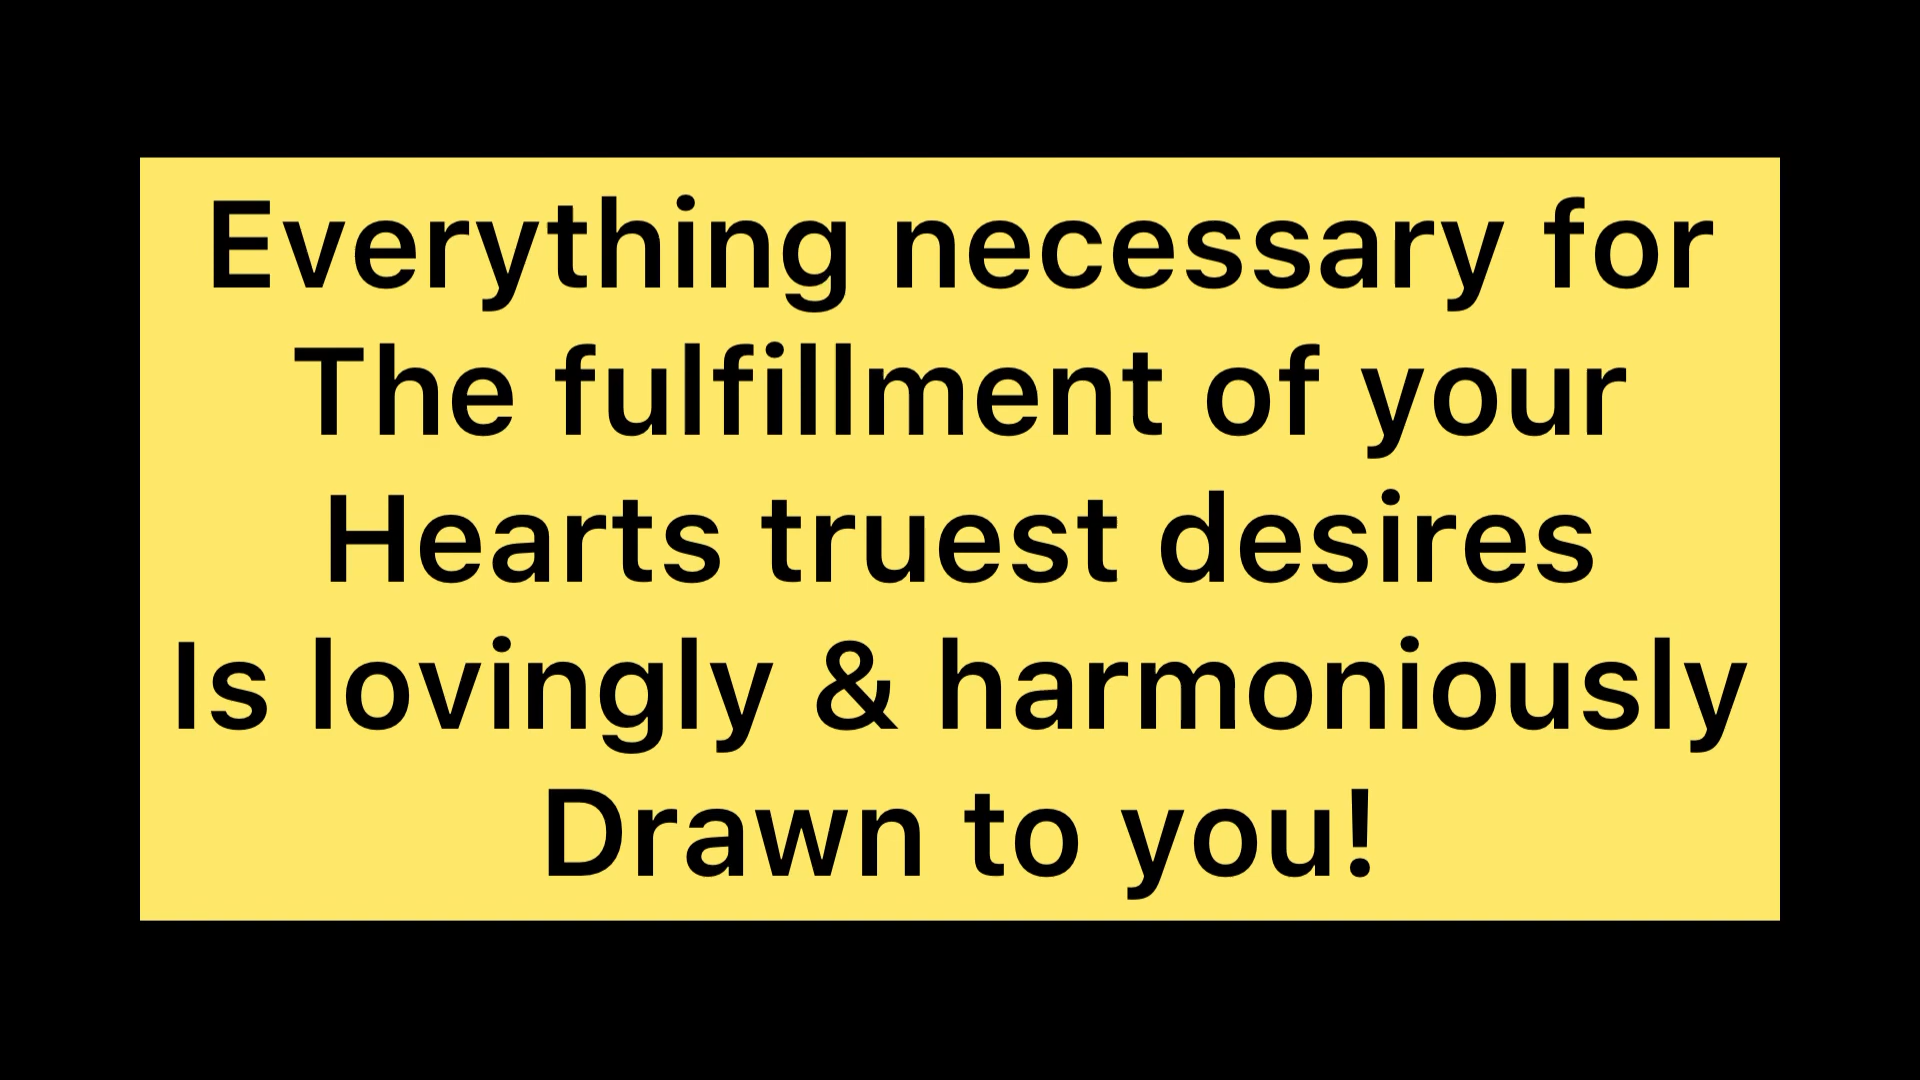 Everything necessary for
The fulfillment of your
Hearts truest desires
Is lovingly & harmoniously
Drawn to you!